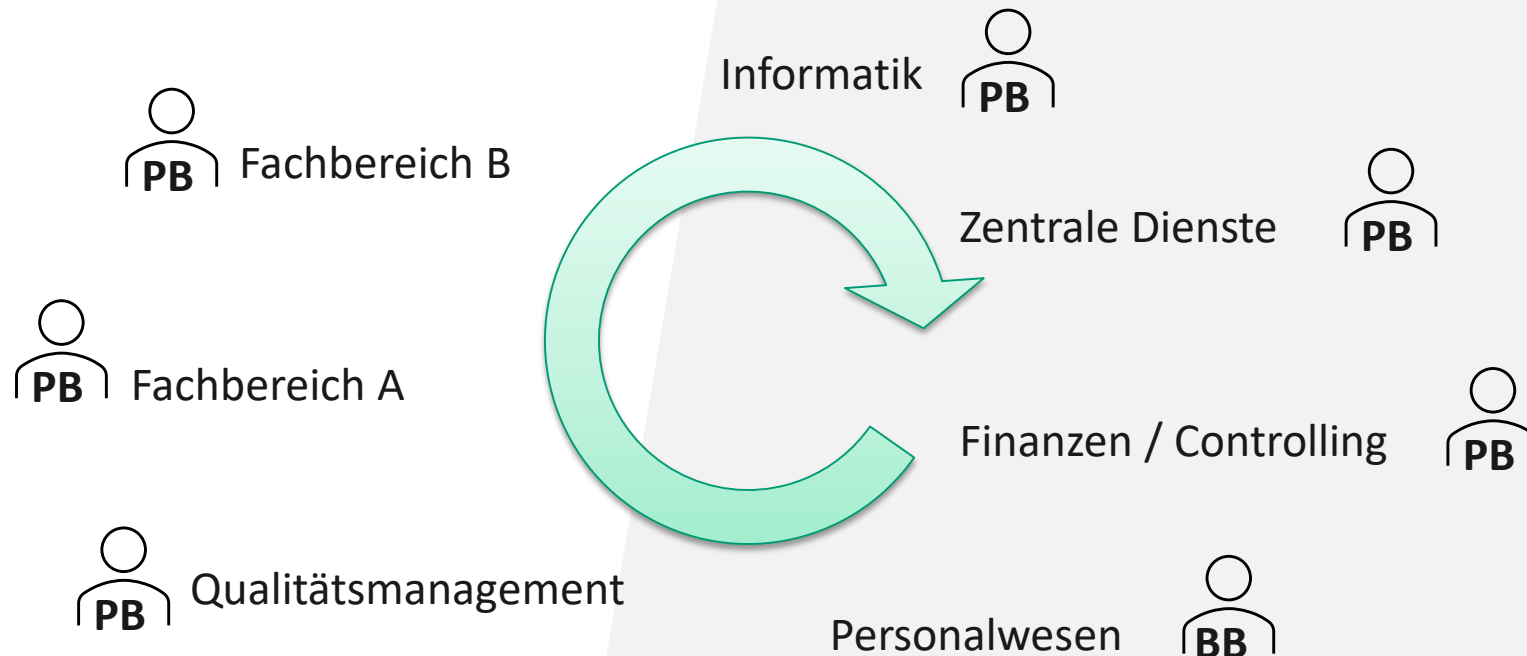 Informatik PB
PB Fachbereich B
Zentrale Dienste PB
PB Fachbereich A
Finanzen / Controlling PB
PB Qualitätsmanagement
Personalwesen BB